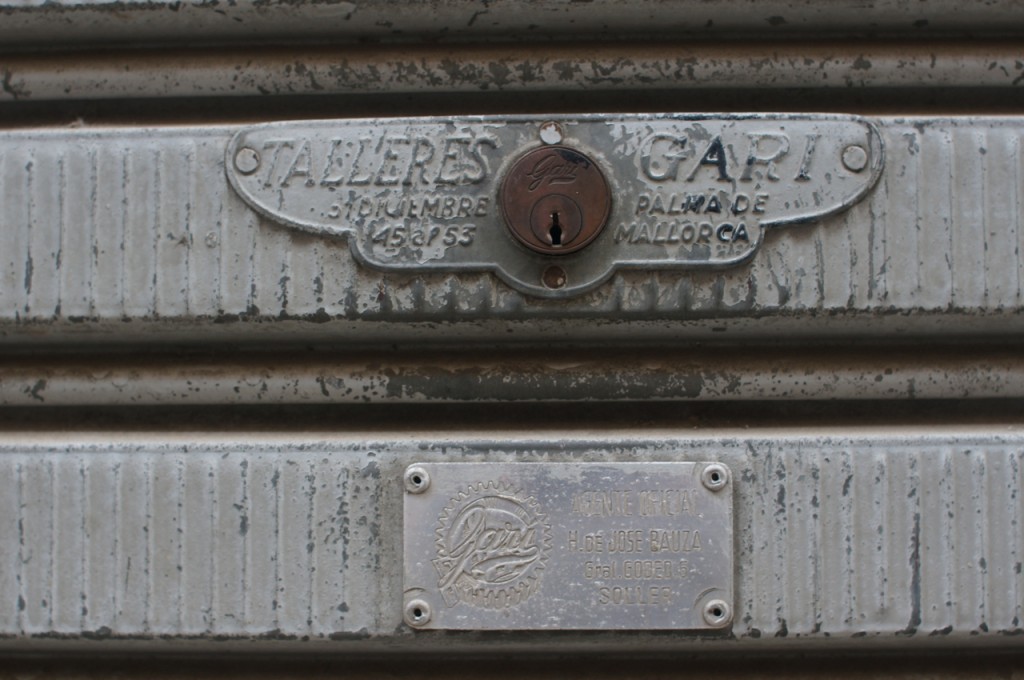 TALLERES GARI
31 DICIEMBRE
45 al 53
PALMA DE
MALLORCA
Gari
Gari
AGENTE OFICIAL
H. DE JOSE BAUZA
Gral. GODED, 5
SOLLER